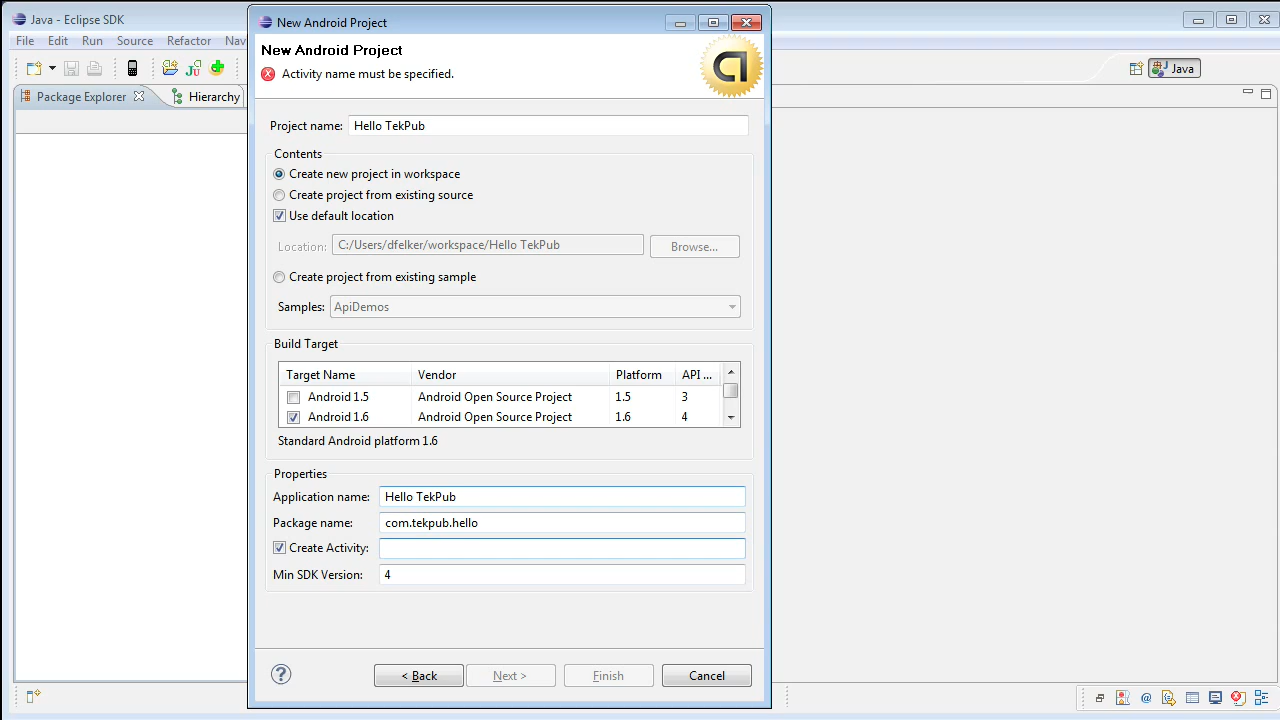 Java - Eclipse SDK
File Edit Run Source Refactor Nav
Java
Package Explorer
Hierarchy
New Android Project
New Android Project
Activity name must be specified.
Project name: Hello TekPub
Contents
Create new project in workspace
Create project from existing source
Use default location
Location: C:/Users/dfelker/workspace/Hello TekPub Browse...
Create project from existing sample
Samples: ApiDemos
Build Target
Target Name Vendor Platform API ...
Android 1.5 Android Open Source Project 1.5 3
Android 1.6 Android Open Source Project 1.6 4
Standard Android platform 1.6
Properties
Application name: Hello TekPub
Package name: com.tekpub.hello
Create Activity:
Min SDK Version: 4
< Back Next > Finish Cancel